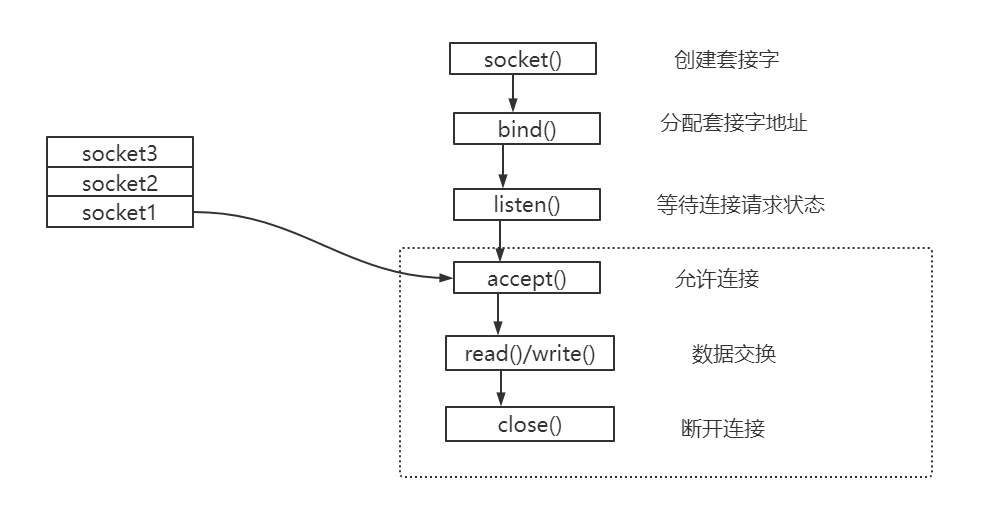 socket() 创建套接字
bind() 分配套接字地址
socket3
socket2
socket1
listen() 等待连接请求状态
accept() 允许连接
read()/write() 数据交换
close() 断开连接